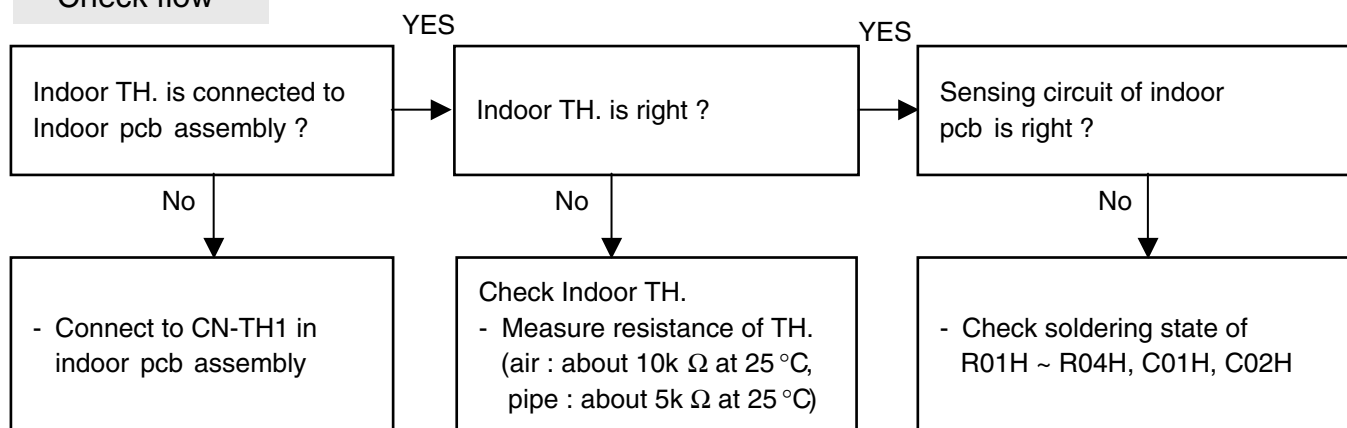 Check flow
YES
YES
Indoor TH. is connected to
Indoor pcb assembly ?
Indoor TH. is right ?
Sensing circuit of indoor
pcb is right ?
No
No
No
- Connect to CN-TH1 in
indoor pcb assembly
Check Indoor TH.
- Measure resistance of TH.
(air : about 10k Ω at 25 °C,
pipe : about 5k Ω at 25 °C)
- Check soldering state of
R01H ~ R04H, C01H, C02H